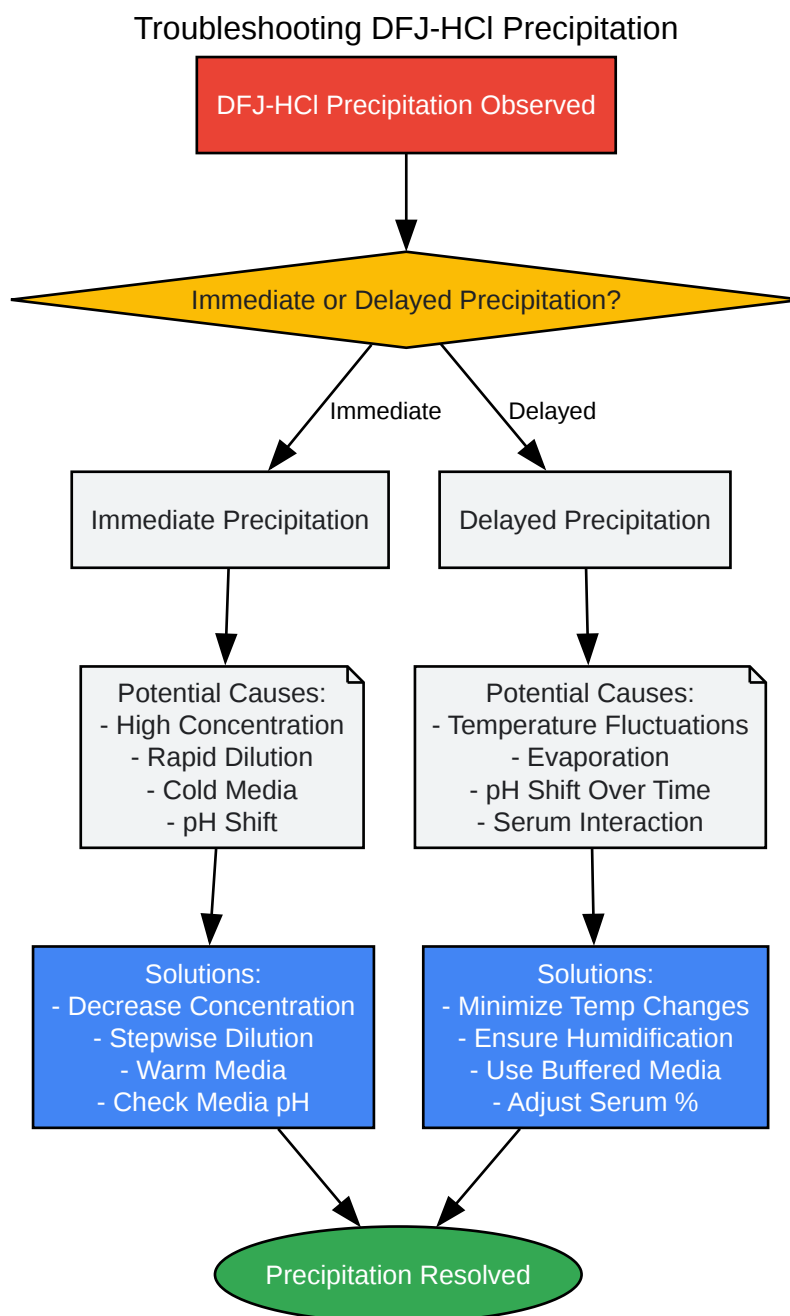 Troubleshooting DFJ-HCl Precipitation
DFJ-HCl Precipitation Observed
Immediate or Delayed Precipitation?
Immediate
Delayed
Immediate Precipitation
Delayed Precipitation
Potential Causes:
- High Concentration
- Rapid Dilution
- Cold Media
- pH Shift
Potential Causes:
- Temperature Fluctuations
- Evaporation
- pH Shift Over Time
- Serum Interaction
Solutions:
- Decrease Concentration
- Stepwise Dilution
- Warm Media
- Check Media pH
Solutions:
- Minimize Temp Changes
- Ensure Humidification
- Use Buffered Media
- Adjust Serum %
Precipitation Resolved